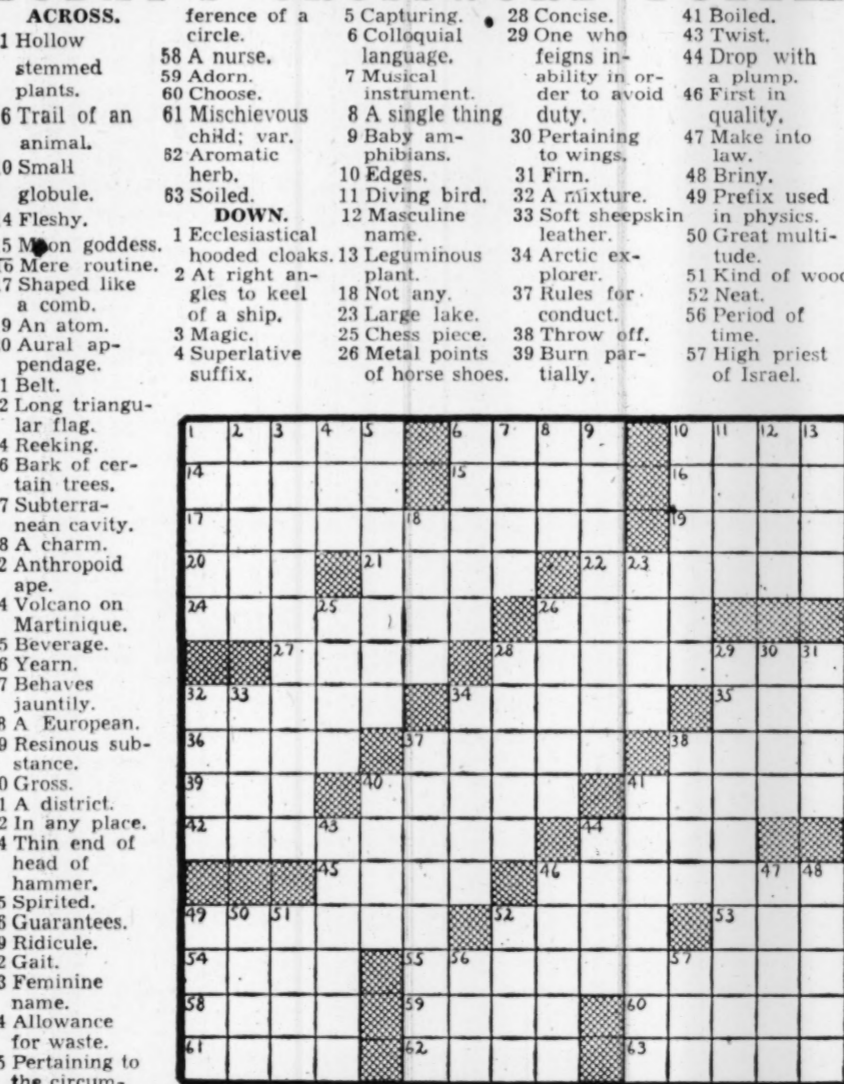 ACROSS.
1 Hollow
stemmed
plants.
6 Trail of an
animal.
0 Small
globule.
4 Fleshy.
5 Moon goddess.
16 Mere routine.
7 Shaped like
a comb.
9 An atom.
0 Aural ap-
pendage.
1 Belt.
2 Long triangu-
lar flag.
4 Reeking.
6 Bark of cer-
tain trees.
7 Subterra-
nean cavity.
8 A charm.
2 Anthropoid
ape.
4 Volcano on
Martinique.
5 Beverage.
6 Yearn.
7 Behaves
jauntily.
8 A European.
9 Resinous sub-
stance.
0 Gross.
1 A district.
2 In any place.
4 Thin end of
head of
hammer.
5 Spirited.
6 Guarantees.
9 Ridicule.
2 Gait.
3 Feminine
name.
4 Allowance
for waste.
5 Pertaining to
the circum-
ference of a
circle.
58 A nurse.
59 Adorn.
60 Choose.
61 Mischievous
child; var.
62 Aromatic
herb.
63 Soiled.
DOWN.
1 Ecclesiastical
hooded cloaks.
2 At right an-
gles to keel
of a ship.
3 Magic.
4 Superlative
suffix.
5 Capturing.
6 Colloquial
language.
7 Musical
instrument.
8 A single thing
9 Baby am-
phibians.
10 Edges.
11 Diving bird.
12 Masculine
name.
13 Leguminous
plant.
18 Not any.
23 Large lake.
25 Chess piece.
26 Metal points
of horse shoes.
28 Concise.
29 One who
feigns in-
ability in or-
der to avoid
duty.
30 Pertaining
to wings.
31 Firn.
32 A mixture.
33 Soft sheepskin
leather.
34 Arctic ex-
plorer.
37 Rules for
conduct.
38 Throw off.
39 Burn par-
tially.
41 Boiled.
43 Twist.
44 Drop with
a plump.
46 First in
quality.
47 Make into
law.
48 Briny.
49 Prefix used
in physics.
50 Great multi-
tude.
51 Kind of wood
52 Neat.
56 Period of
time.
57 High priest
of Israel.
1 2 3 4 5 6 7 8 9 10 11 12 13
14 15 16
17 18 19
20 21 22 23
24 25 26
27 28 29 30 31
32 33 34 35
36 37 38
39 40 41
42 43 44
45 46 47 48
49 50 51 52 53
54 55 56 57
58 59 60
61 62 63